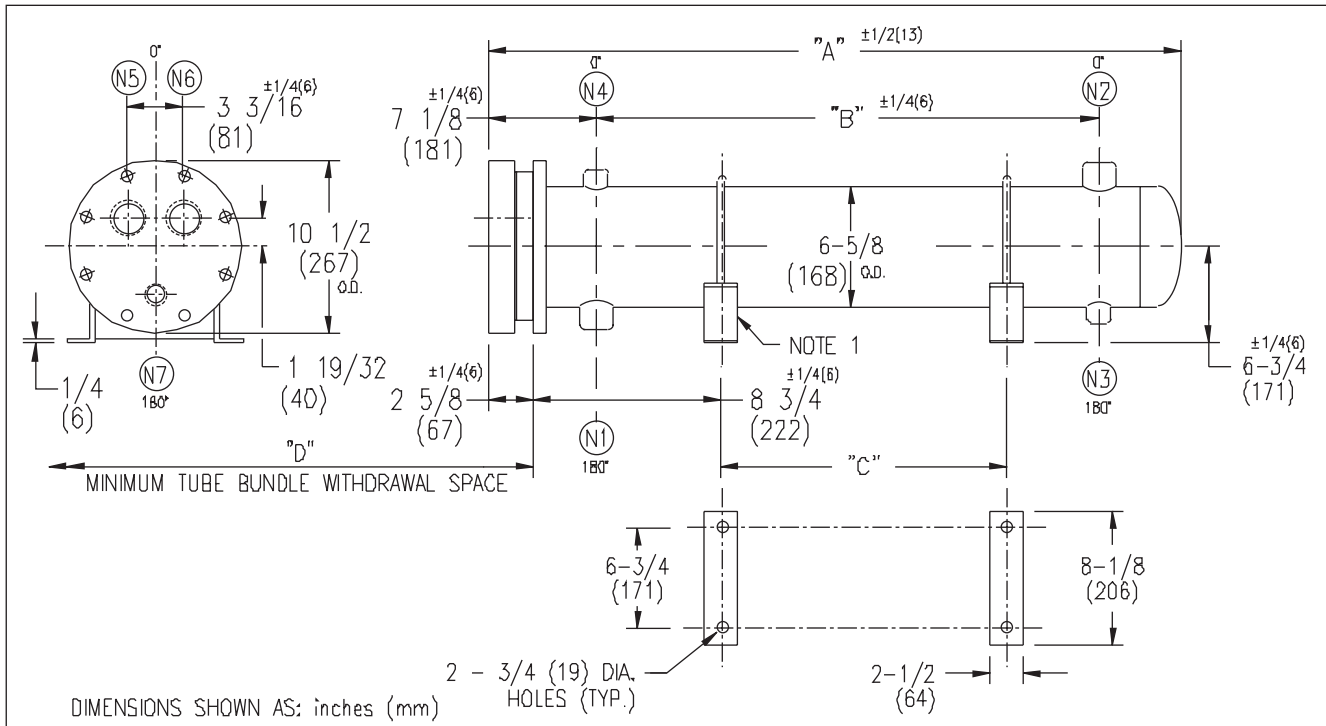 0°
N5 N6
±1/4(6)
3 3/16
(81)
10 1/2
(267)
O.D.
1/4
(6)
N7
180°
1 19/32
(40)
"A" ±1/2(13)
0°
N4
0°
N2
±1/4(6)
7 1/8
(181)
"B" ±1/4(6)
6-5/8
(168) O.D.
NOTE 1
±1/4(6)
2 5/8
(67)
±1/4(6)
8 3/4
(222)
N1
180°
N3
180°
±1/4(6)
6-3/4
(171)
"D"
MINIMUM TUBE BUNDLE WITHDRAWAL SPACE
"C"
6-3/4
(171)
8-1/8
(206)
2 - 3/4 (19) DIA.
HOLES (TYP.)
2-1/2
(64)
DIMENSIONS SHOWN AS: inches (mm)